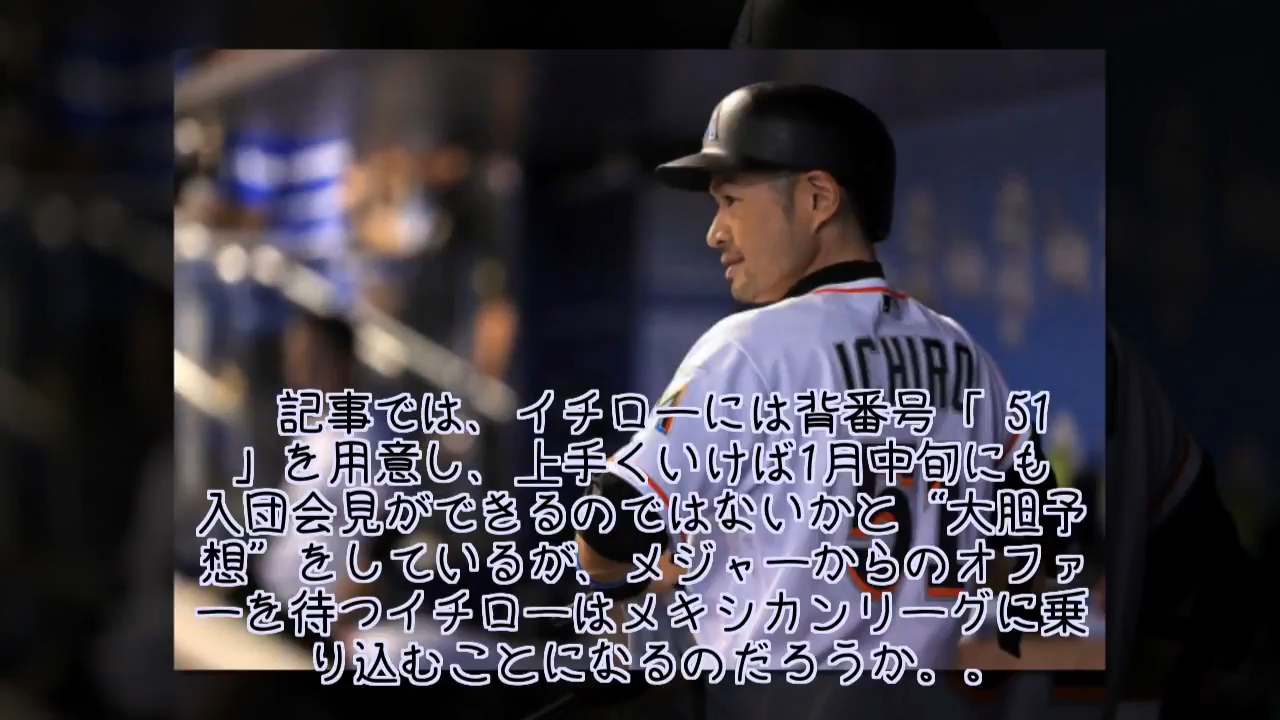 ICHIRO
51
記事では、イチローには背番号「 51
」を用意し、上手くいけば1月中旬にも
入団会見ができるのではないかと“大胆予
想”をしているが、メジャーからのオファ
ーを待つイチローはメキシカンリーグに乗
り込むことになるのだろうか。.